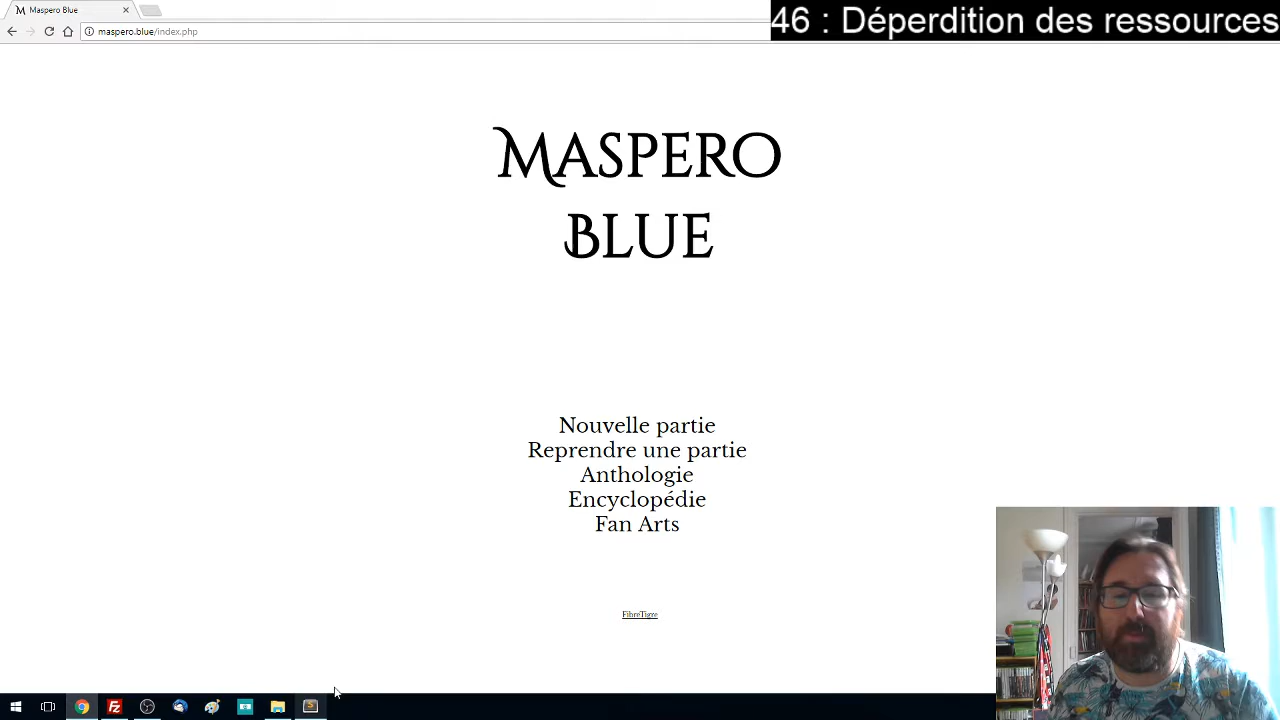 Maspero Blue
46 : Déperdition des ressources
maspero.blue/index.php
MASPERO
BLUE
Nouvelle partie
Reprendre une partie
Anthologie
Encyclopédie
Fan Arts
FibreTigre